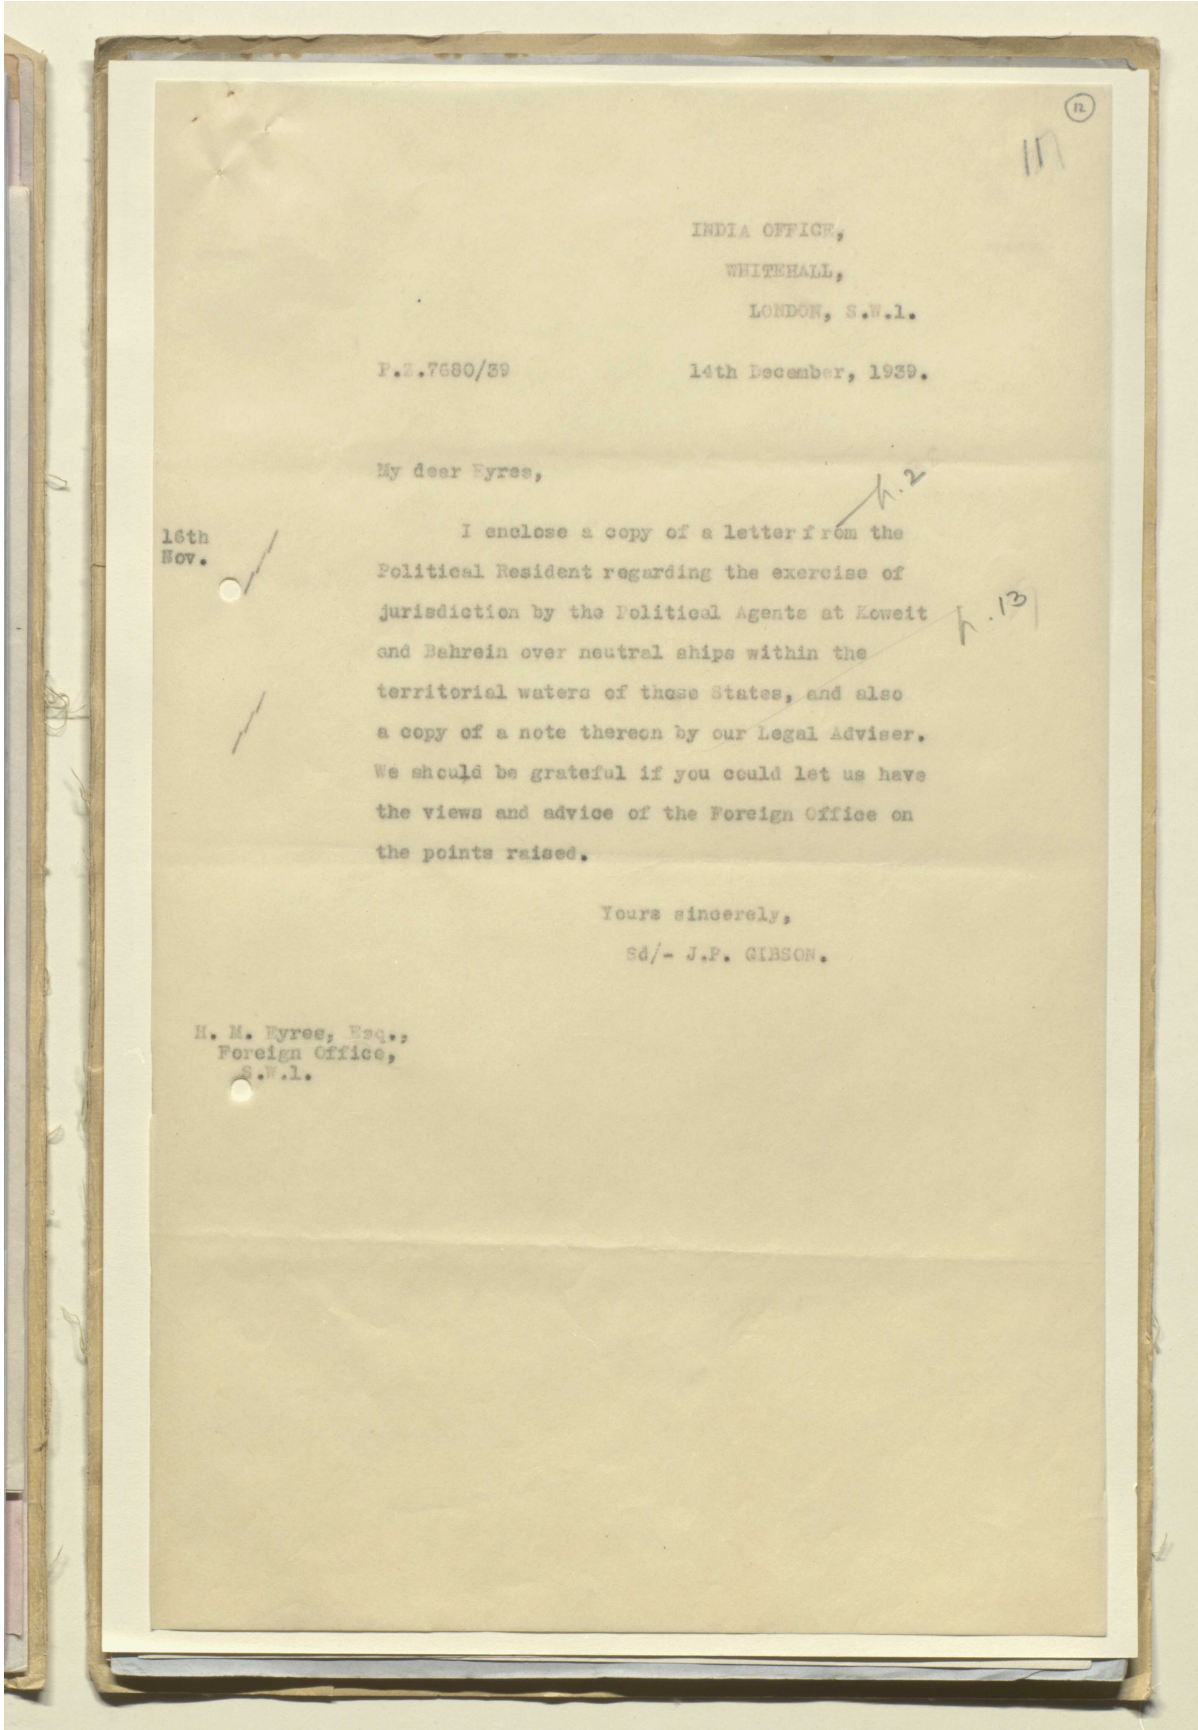 12
INDIA OFFICE,
WHITEHALL,
LONDON, S.W.1.
P.Z.7680/39
14th December, 1939.
My dear Eyres,
p.2
16th
Nov.
I enclose a copy of a letter from the
Political Resident regarding the exercise of
jurisdiction by the Political Agents at Koweit
p.13
and Bahrein over neutral ships within the
territorial waters of those States, and also
a copy of a note thereon by our Legal Adviser.
We should be grateful if you could let us have
the views and advice of the Foreign Office on
the points raised.
Yours sincerely,
Sd/- J.P. GIBSON.
H. M. Eyres, Esq.,
Foreign Office,
S.W.1.